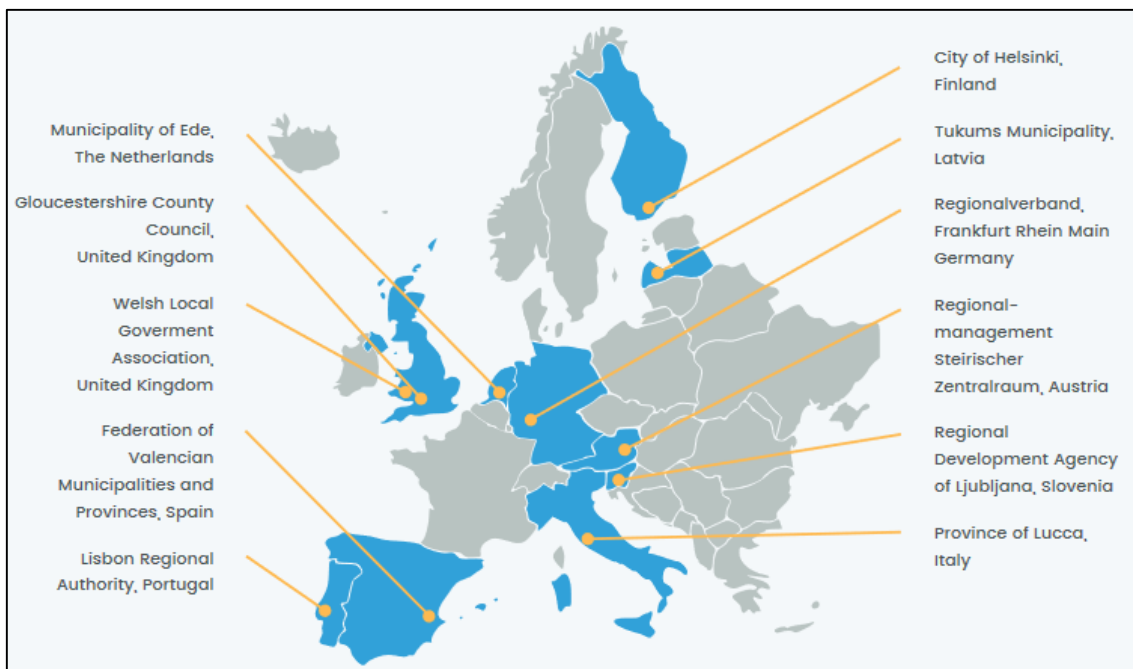 Municipality of Ede,
The Netherlands
Gloucestershire County
Council,
United Kingdom
Welsh Local
Goverment
Association,
United Kingdom
Federation of
Valencian
Municipalities and
Provinces, Spain
Lisbon Regional
Authority, Portugal
City of Helsinki,
Finland
Tukums Municipality,
Latvia
Regionalverband,
Frankfurt Rhein Main
Germany
Regional-
management
Steirischer
Zentralraum, Austria
Regional
Development Agency
of Ljubljana, Slovenia
Province of Lucca,
Italy